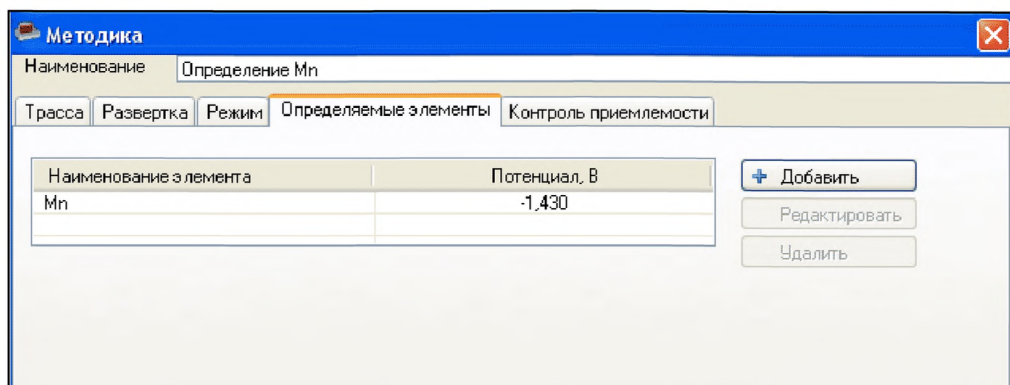 Методика
Наименование Определение Mn
Трасса Развертка Режим Определяемые элементы Контроль приемлемости
Наименование элемента Потенциал, В
Mn -1,430
Добавить
Редактировать
Удалить